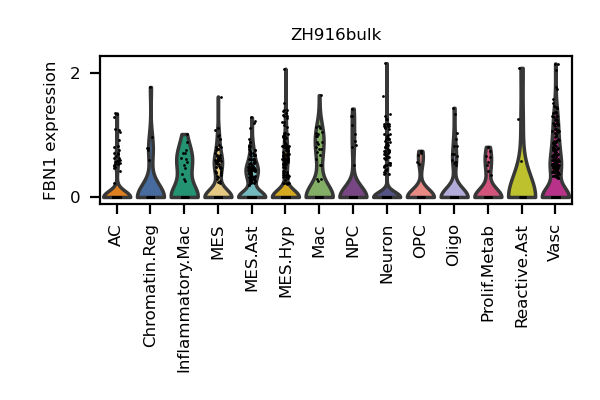 ZH916bulk
FBN1 expression
2
0
AC
Chromatin.Reg
Inflammatory.Mac
MES
MES.Ast
MES.Hyp
Mac
NPC
Neuron
OPC
Oligo
Prolif.Metab
Reactive.Ast
Vasc